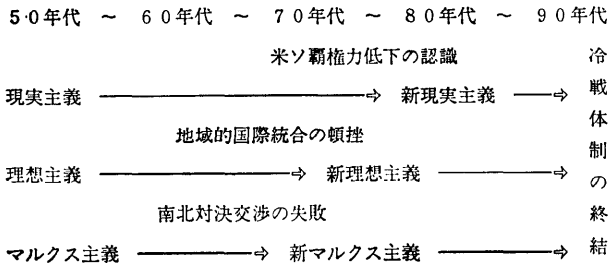 ５０年代 ～ ６０年代 ～ ７０年代 ～ ８０年代 ～ ９０年代
米ソ覇権力低下の認識
現実主義 ⇨ 新現実主義 ⇨
地域的国際統合の頓挫
理想主義 ⇨ 新理想主義 ⇨
南北対決交渉の失敗
マルクス主義 ⇨ 新マルクス主義 ⇨
冷戦体制の終結